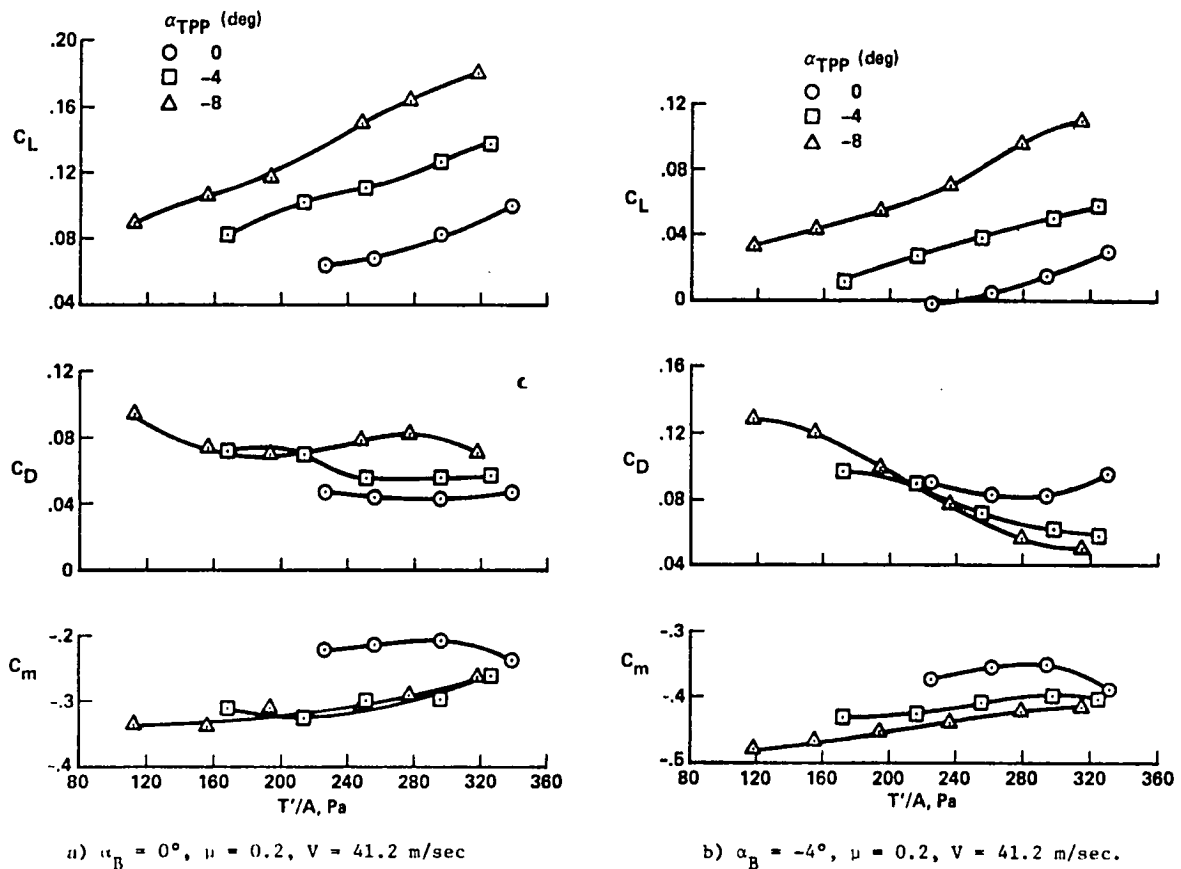 α_TPP (deg)
○ 0
□ -4
△ -8
.20
.16
C_L
.12
.08
.04
.12
c
.08
C_D
.04
0
-.2
C_m
-.3
-.4
80 120 160 200 240 280 320 360
T'/A, Pa
a) α_B = 0°, μ = 0.2, V = 41.2 m/sec
α_TPP (deg)
○ 0
□ -4
△ -8
.12
.08
C_L
.04
0
.16
.12
C_D
.08
.04
-.3
C_m
-.4
-.5
80 120 160 200 240 280 320 360
T'/A, Pa
b) α_B = -4°, μ = 0.2, V = 41.2 m/sec.